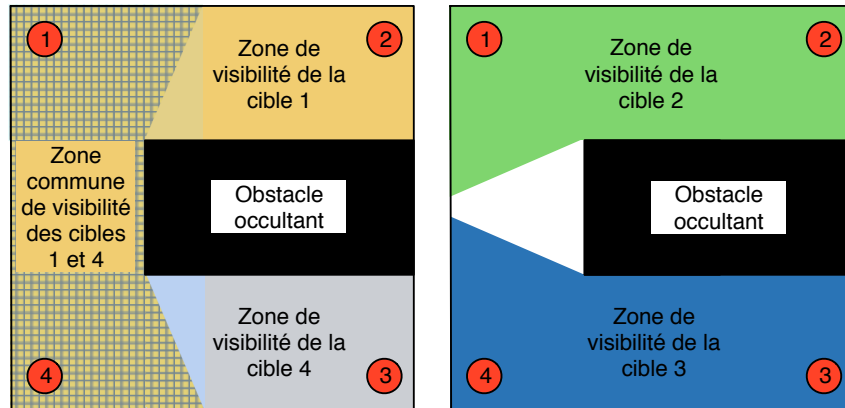 1
2
Zone de
visibilité de la
cible 1
Zone
commune
de visibilité
des cibles
1 et 4
Obstacle
occultant
Zone de
visibilité de la
cible 4
4
3
1
2
Zone de
visibilité de la
cible 2
Obstacle
occultant
Zone de
visibilité de la
cible 3
4
3